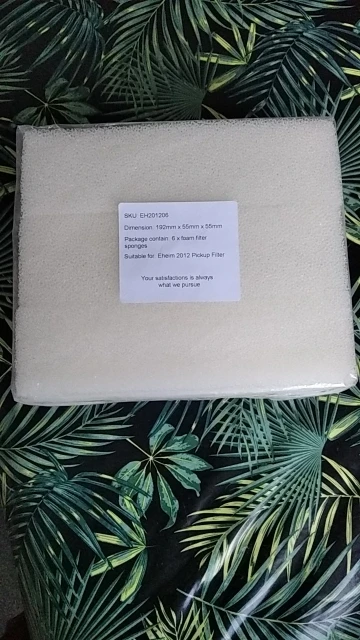 SKU: EH201206
Dimension: 192mm x 55mm x 55mm
Package contain: 6 x foam filter
sponges
Suitable for: Eheim 2012 Pickup Filter
Your satisfactions is always
what we pursue